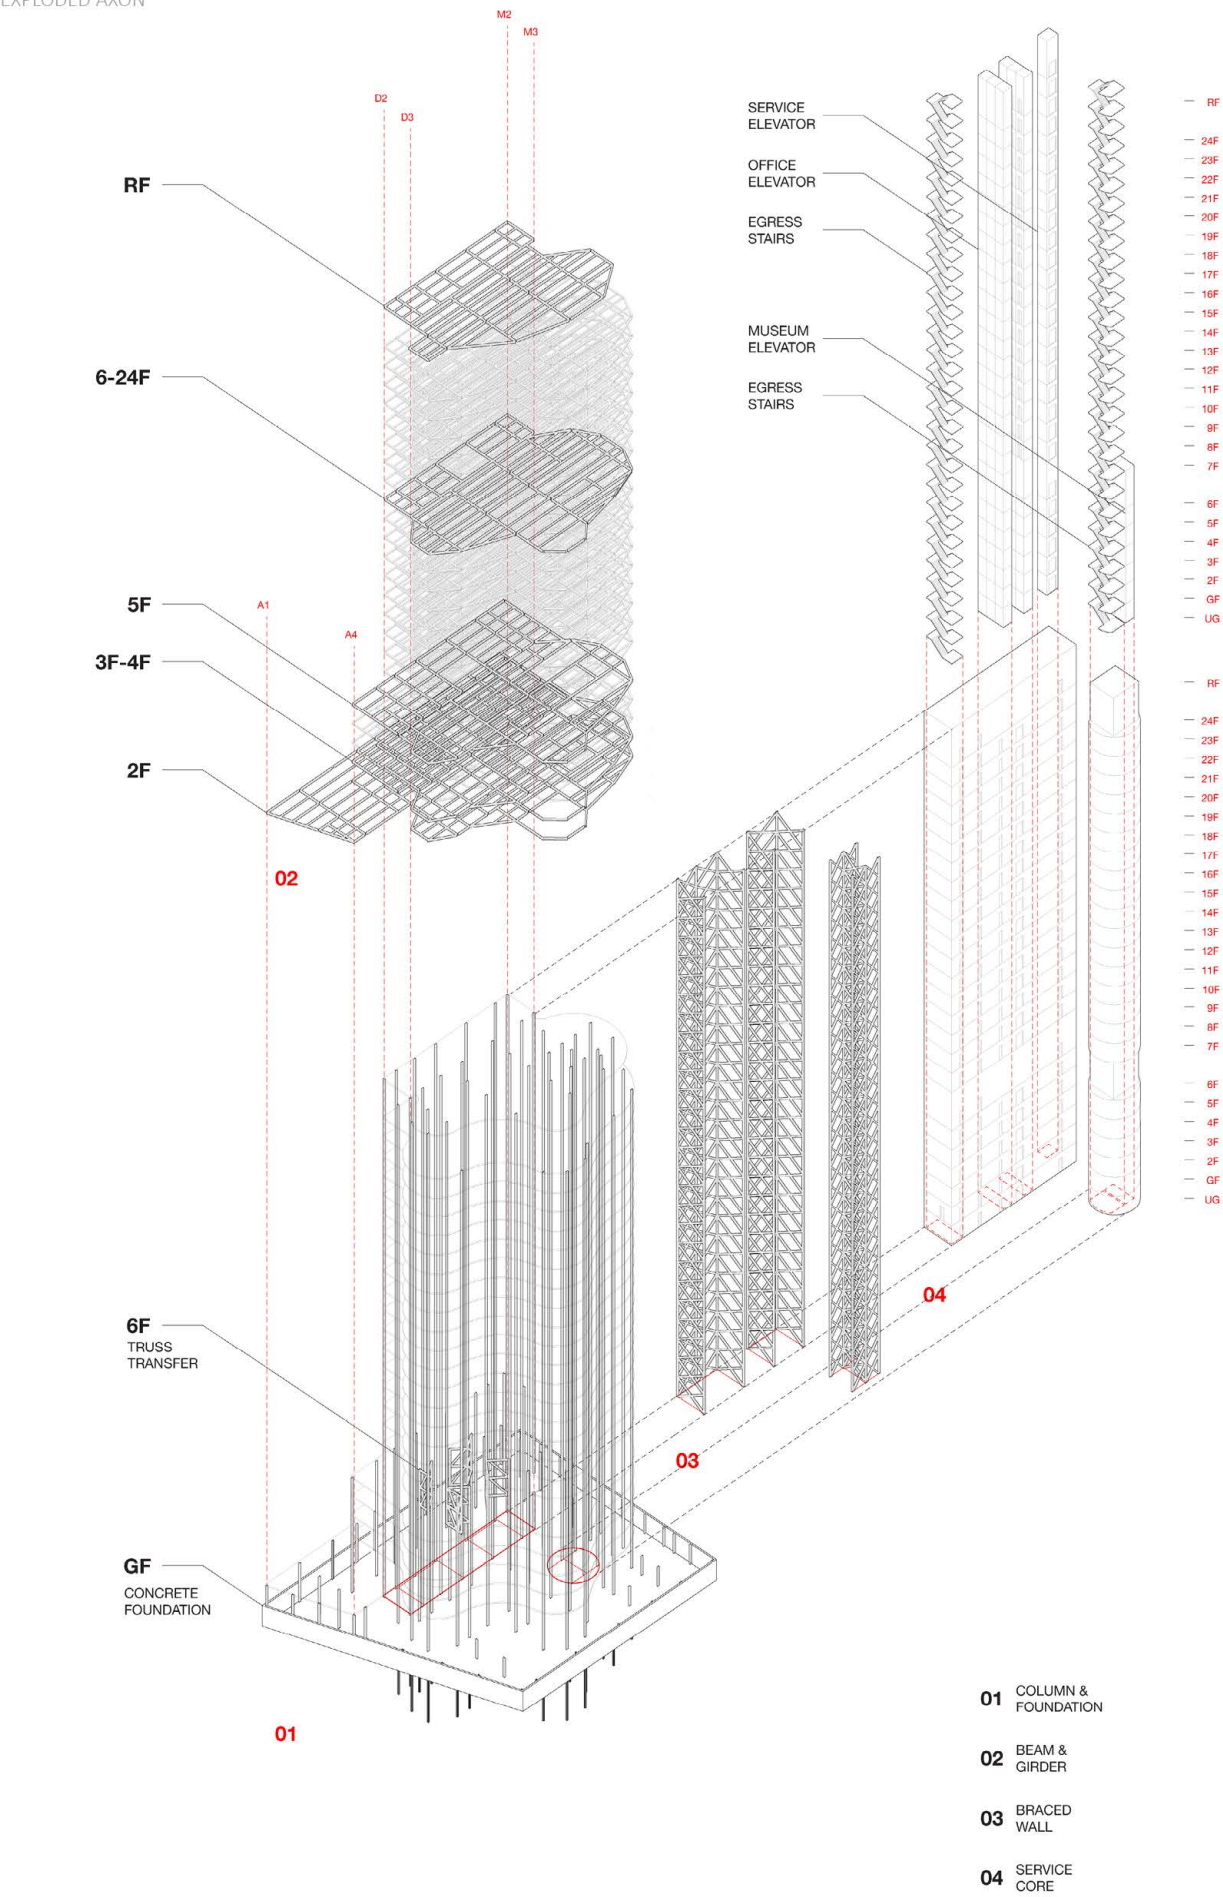 EXPLODED AXON
M2
M3
D2
D3
RF
6-24F
5F
3F-4F
2F
A1
A4
02
SERVICE
ELEVATOR
OFFICE
ELEVATOR
EGRESS
STAIRS
MUSEUM
ELEVATOR
EGRESS
STAIRS
RF
24F
23F
22F
21F
20F
19F
18F
17F
16F
15F
14F
13F
12F
11F
10F
9F
8F
7F
6F
5F
4F
3F
2F
GF
UG
RF
24F
23F
22F
21F
20F
19F
18F
17F
16F
15F
14F
13F
12F
11F
10F
9F
8F
7F
6F
5F
4F
3F
2F
GF
UG
04
03
6F
TRUSS
TRANSFER
GF
CONCRETE
FOUNDATION
01
01 COLUMN &
FOUNDATION
02 BEAM &
GIRDER
03 BRACED
WALL
04 SERVICE
CORE